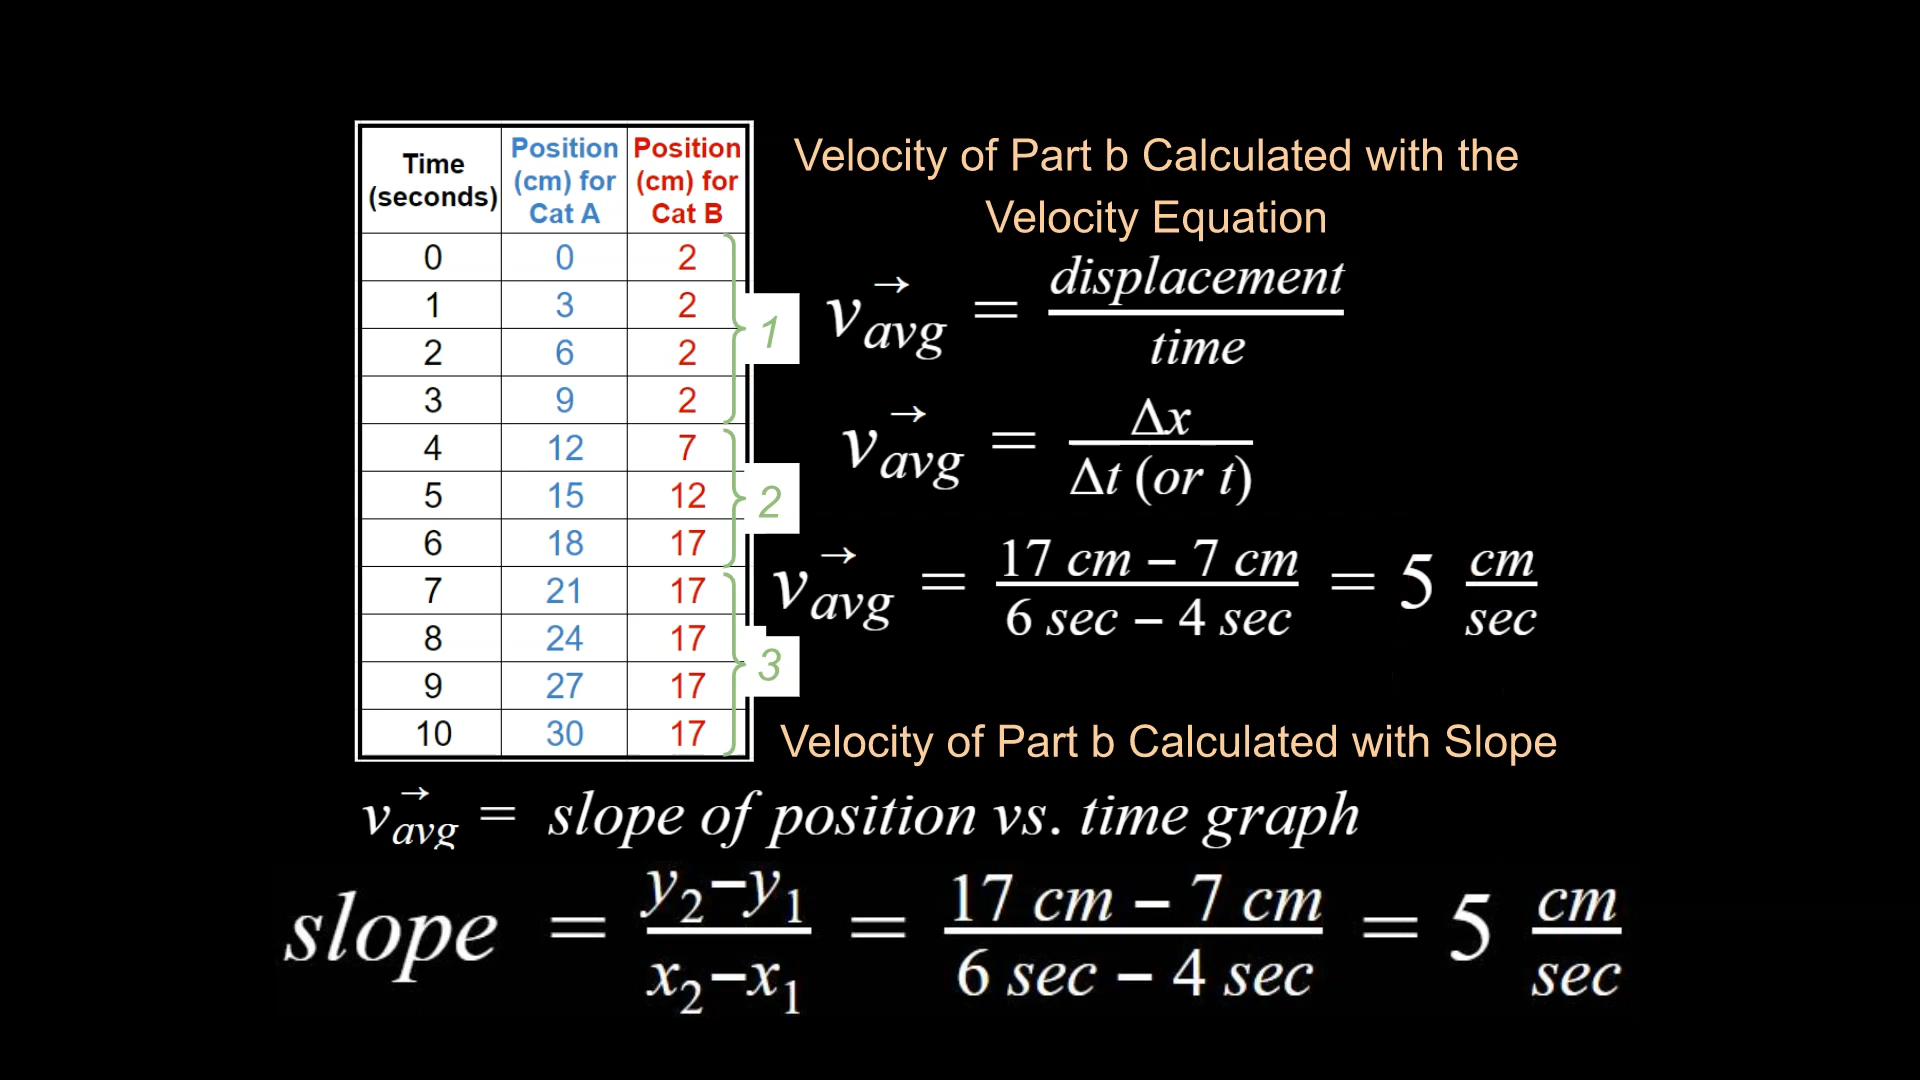 Time (seconds) Position (cm) for Cat A Position (cm) for Cat B
0 0 2
1 3 2
2 6 2
3 9 2
4 12 7
5 15 12
6 18 17
7 21 17
8 24 17
9 27 17
10 30 17
1
2
3
Velocity of Part b Calculated with the
Velocity Equation
v⃗avg = displacement / time
v⃗avg = Δx / Δt (or t)
v⃗avg = 17 cm − 7 cm / 6 sec − 4 sec = 5 cm / sec
Velocity of Part b Calculated with Slope
v⃗avg = slope of position vs. time graph
slope = y₂−y₁ / x₂−x₁ = 17 cm − 7 cm / 6 sec − 4 sec = 5 cm / sec